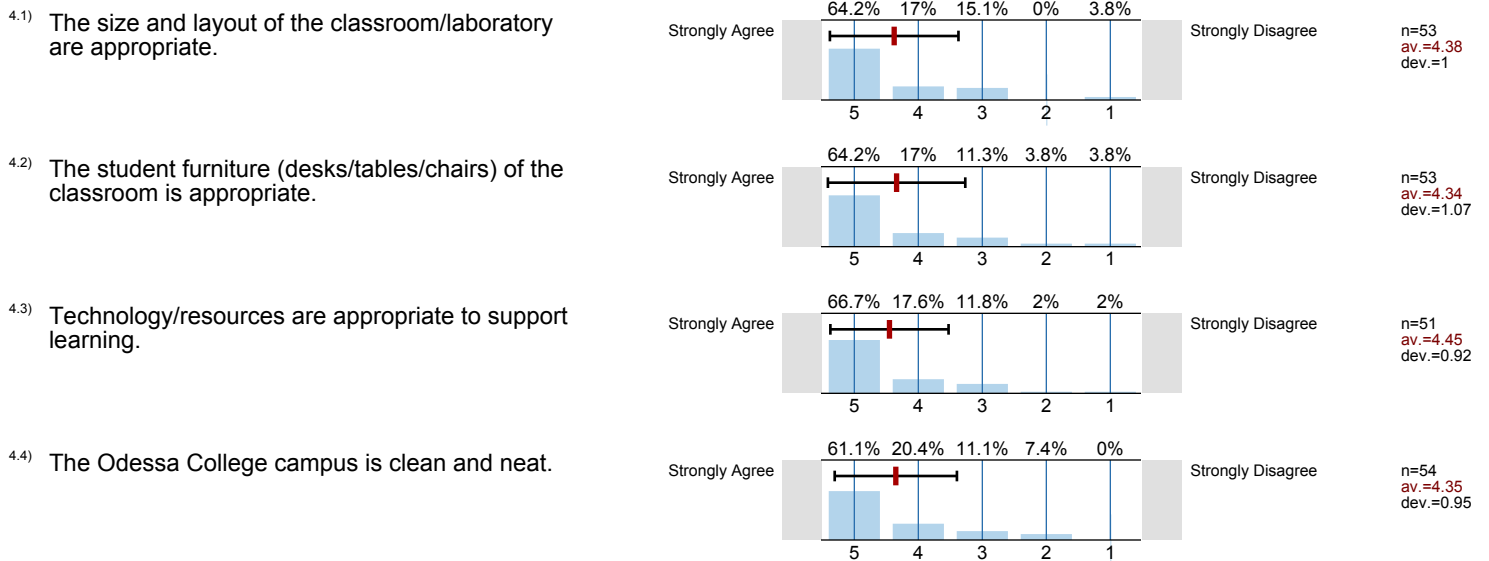 64.2% 17% 15.1% 0% 3.8%
4.1) The size and layout of the classroom/laboratory
are appropriate.
Strongly Agree
Strongly Disagree
n=53
av.=4.38
dev.=1
5 4 3 2 1
64.2% 17% 11.3% 3.8% 3.8%
4.2) The student furniture (desks/tables/chairs) of the
classroom is appropriate.
Strongly Agree
Strongly Disagree
n=53
av.=4.34
dev.=1.07
5 4 3 2 1
66.7% 17.6% 11.8% 2% 2%
4.3) Technology/resources are appropriate to support
learning.
Strongly Agree
Strongly Disagree
n=51
av.=4.45
dev.=0.92
5 4 3 2 1
61.1% 20.4% 11.1% 7.4% 0%
4.4) The Odessa College campus is clean and neat.
Strongly Agree
Strongly Disagree
n=54
av.=4.35
dev.=0.95
5 4 3 2 1